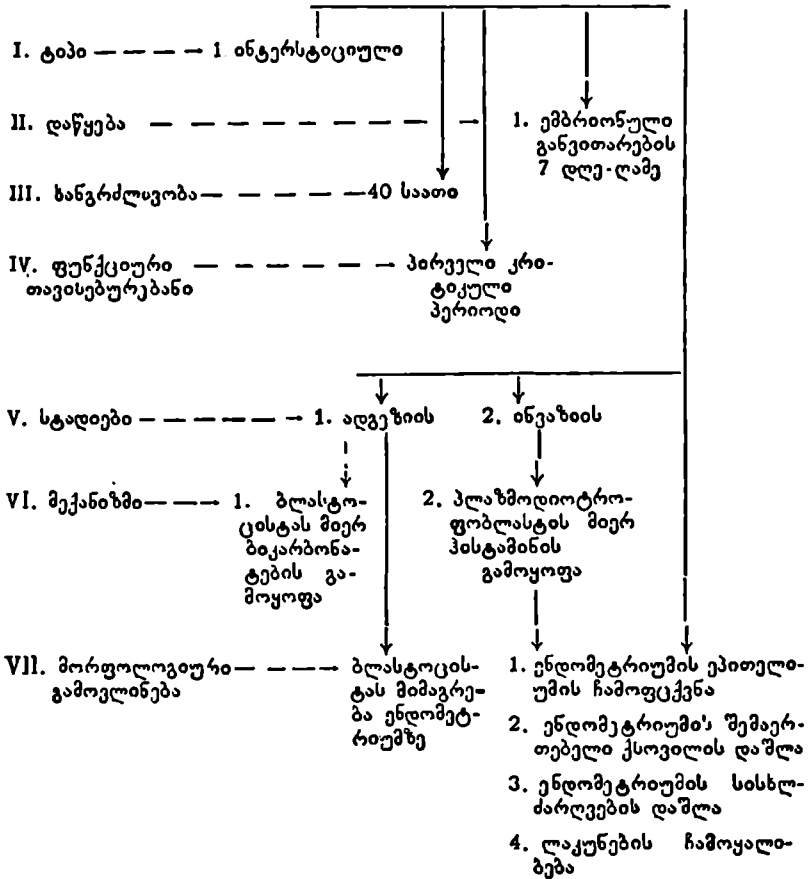 I. ტიპი 1 ინტერსტიციული
II. დაწყება
1. ემბრიონული
განვითარების
7 დღე-ღამე
III. ხანგრძლივობა 40 საათი
IV. ფუნქციური
თავისებურებანი
პირველი კრი-
ტიკული
პერიოდი
V. სტადიები 1. ადგეზიის 2. ინვაზიის
VI. მექანიზმი
1. ბლასტო-
ცისტას მიერ
ბიკარბონა-
ტების გა-
მოყოფა
2. პლაზმოდიოტრო-
ფობლასტის მიერ
ჰისტამინის
გამოყოფა
VII. მორფოლოგიური
გამოვლინება
ბლასტოცის-
ტას მიმაგრე-
ბა ენდომეტ-
რიუმზე
1. ენდომეტრიუმის ეპითელი-
უმის ჩამოფცქვნა
2. ენდომეტრიუმის შემაერ-
თებელი ქსოვილის დაშლა
3. ენდომეტრიუმის სისხლ-
ძარღვების დაშლა
4. ლაკუნების ჩამოყალი-
ბება